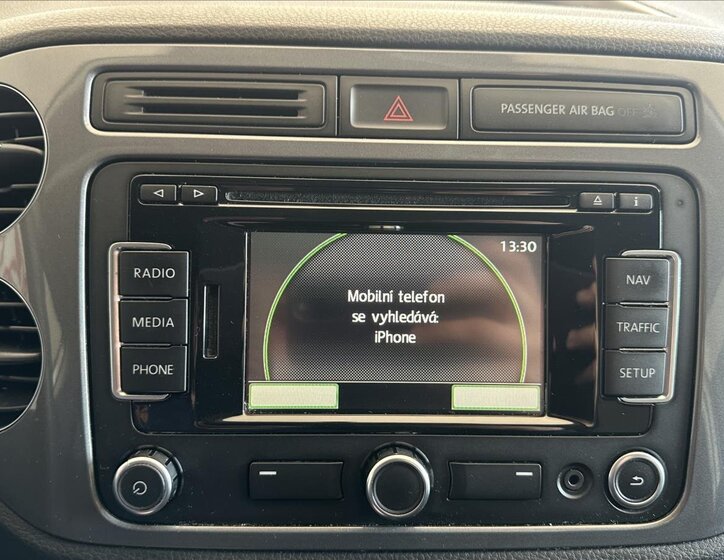 PASSENGER AIR BAG OFF
i
RADIO
MEDIA
PHONE
13:30
Mobilní telefon
se vyhledává:
iPhone
NAV
TRAFFIC
SETUP